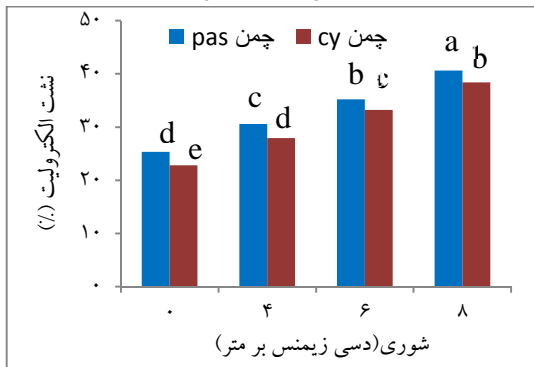 ۵۰
۴۰
۳۰
۲۰
۱۰
۰
نشت الکترولیت (٪)
چمن pas
چمن cy
d
e
c
d
b
c
a
b
۰ ۴ ۶ ۸
شوری(دسی زیمنس بر متر)